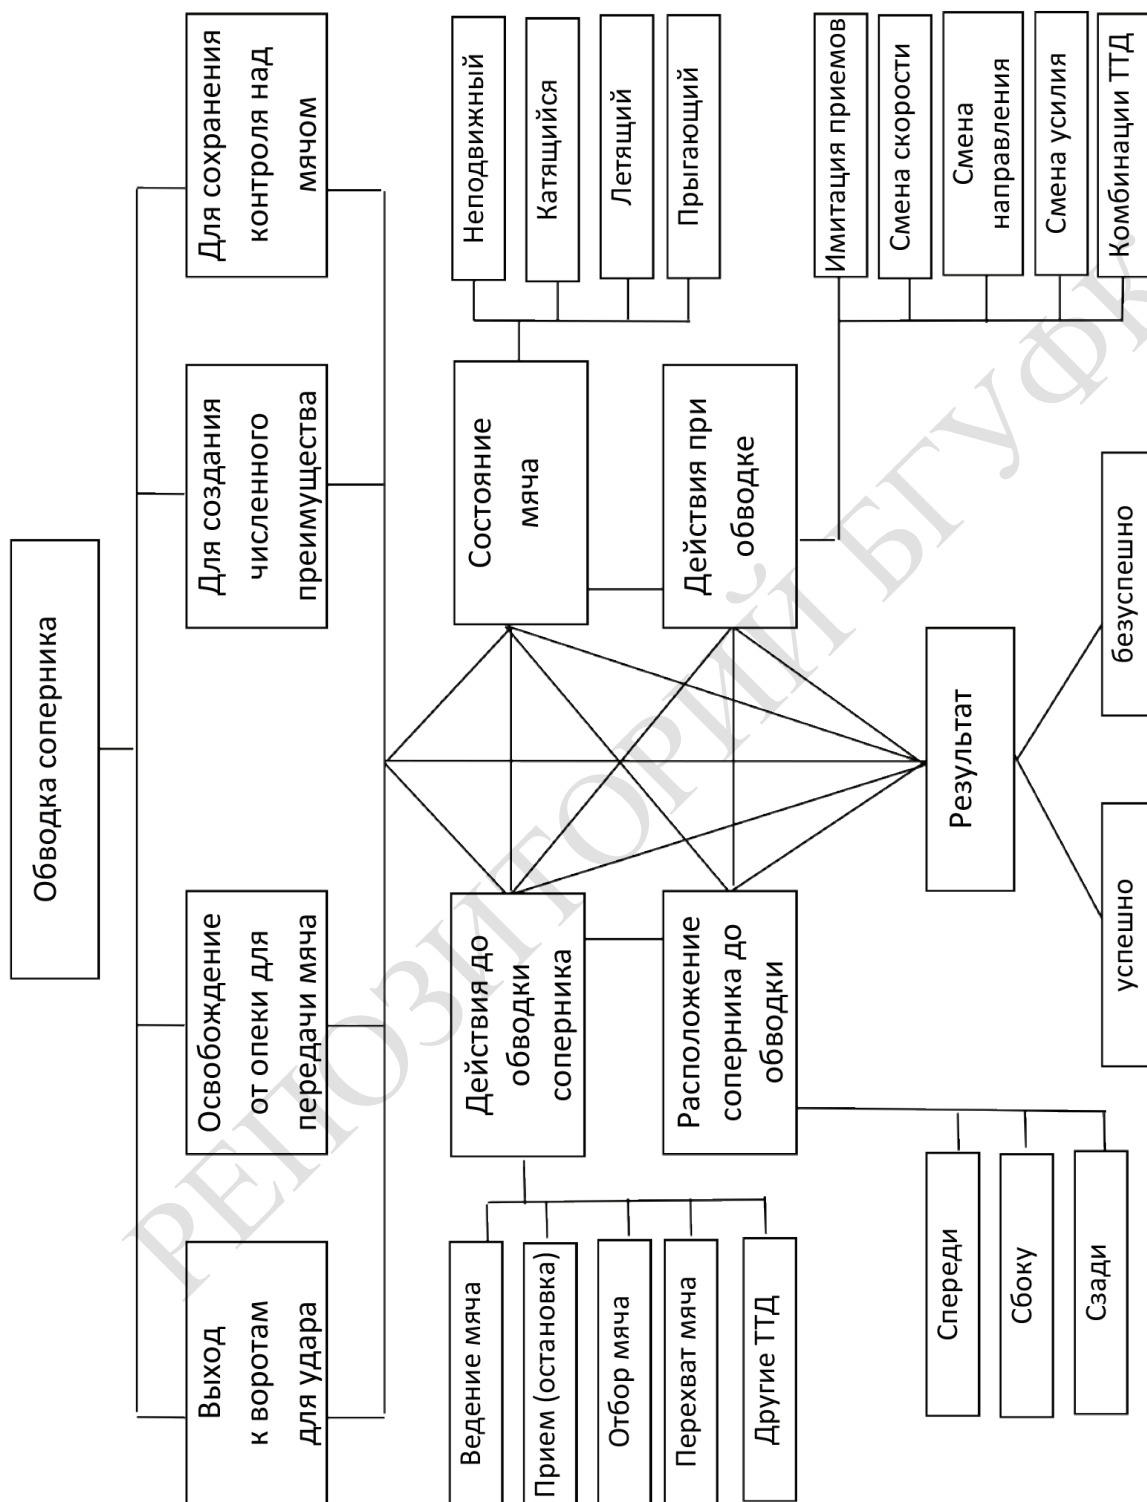 Обводка соперника
Выход
к воротам
для удара
Освобождение
от опеки для
передачи мяча
Для создания
численного
преимущества
Для сохранения
контроля над
мячом
Действия до
обводки
соперника
Ведение мяча
Прием (остановка)
Отбор мяча
Перехват мяча
Другие ТТД
Состояние
мяча
Неподвижный
Катящийся
Летящий
Прыгающий
Расположение
соперника до
обводки
Спереди
Сбоку
Сзади
Действия при
обводке
Имитация приемов
Смена скорости
Смена
направления
Смена усилия
Комбинации ТТД
Результат
успешно
безуспешно
РЕПОЗИТОРИЙ БГУФК